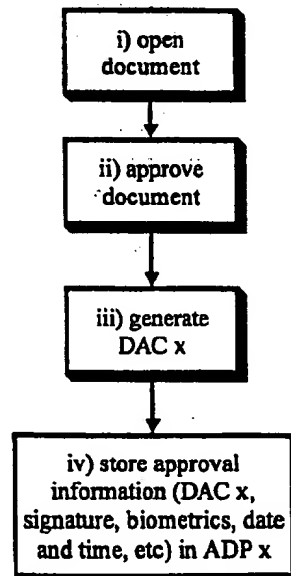 i) open
document
ii) approve
document
iii) generate
DAC x
iv) store approval
information (DAC x,
signature, biometrics, date
and time, etc) in ADP x